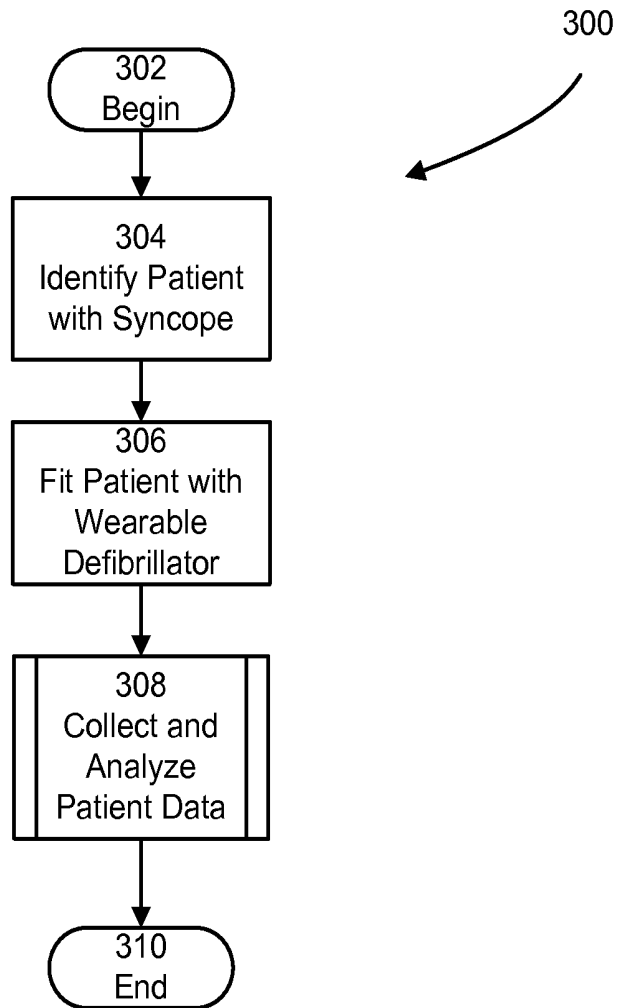 300
302
Begin
304
Identify Patient
with Syncope
306
Fit Patient with
Wearable
Defibrillator
308
Collect and
Analyze
Patient Data
310
End